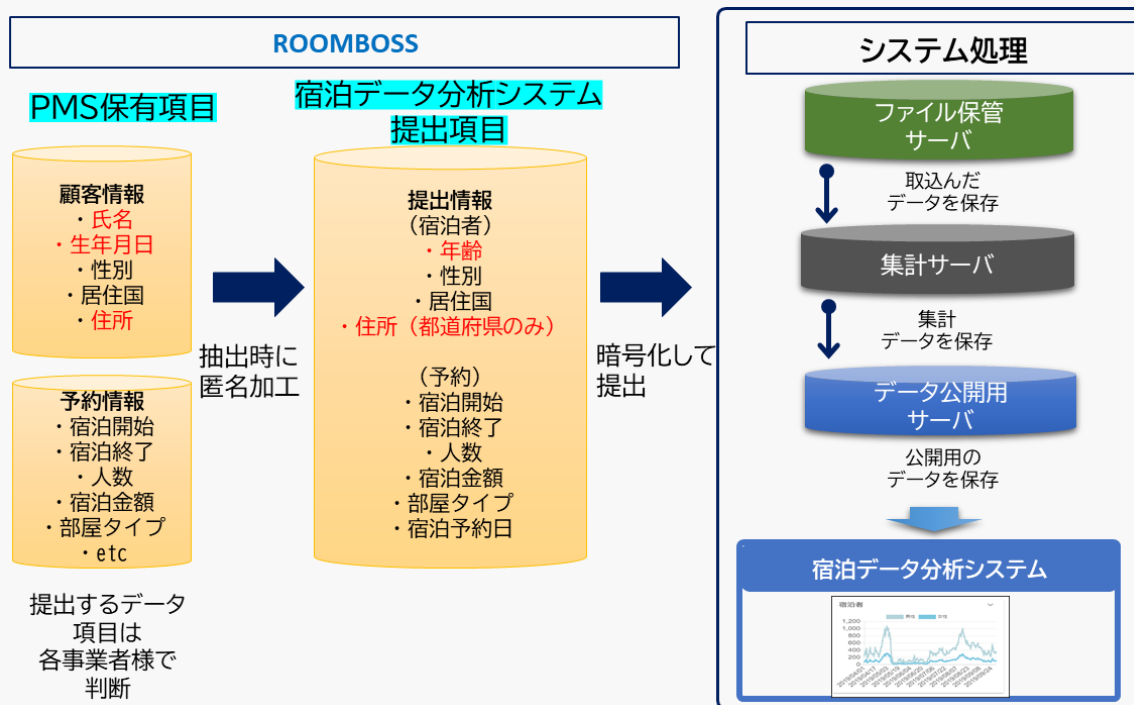 ROOMBOSS
PMS保有項目
顧客情報
・氏名
・生年月日
・性別
・居住国
・住所
予約情報
・宿泊開始
・宿泊終了
・人数
・宿泊金額
・部屋タイプ
・etc
提出するデータ
項目は
各事業者様で
判断
抽出時に
匿名加工
宿泊データ分析システム
提出項目
提出情報
（宿泊者）
・年齢
・性別
・居住国
・住所（都道府県のみ）
（予約）
・宿泊開始
・宿泊終了
・人数
・宿泊金額
・部屋タイプ
・宿泊予約日
暗号化して
提出
システム処理
ファイル保管
サーバ
取込んだ
データを保存
集計サーバ
集計
データを保存
データ公開用
サーバ
公開用の
データを保存
宿泊データ分析システム
宿泊者
1,200
1,000
800
600
400
200
0